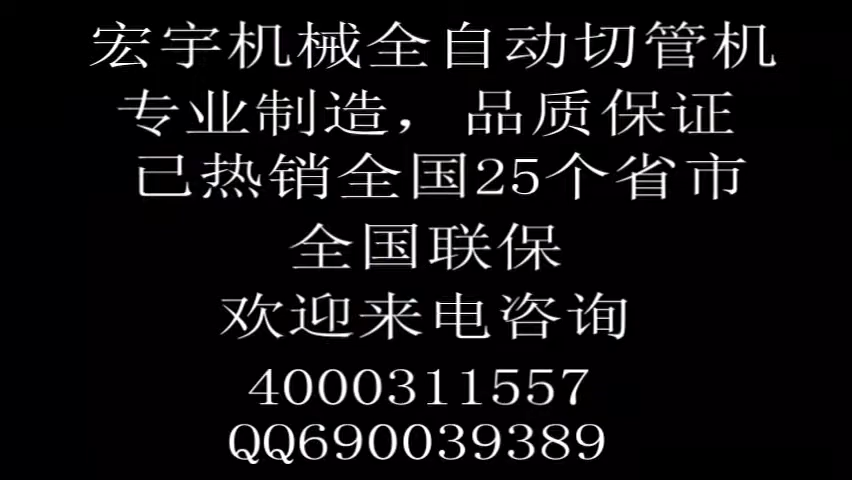 宏宇机械全自动切管机
专业制造，品质保证
已热销全国25个省市
全国联保
欢迎来电咨询
4000311557
QQ690039389